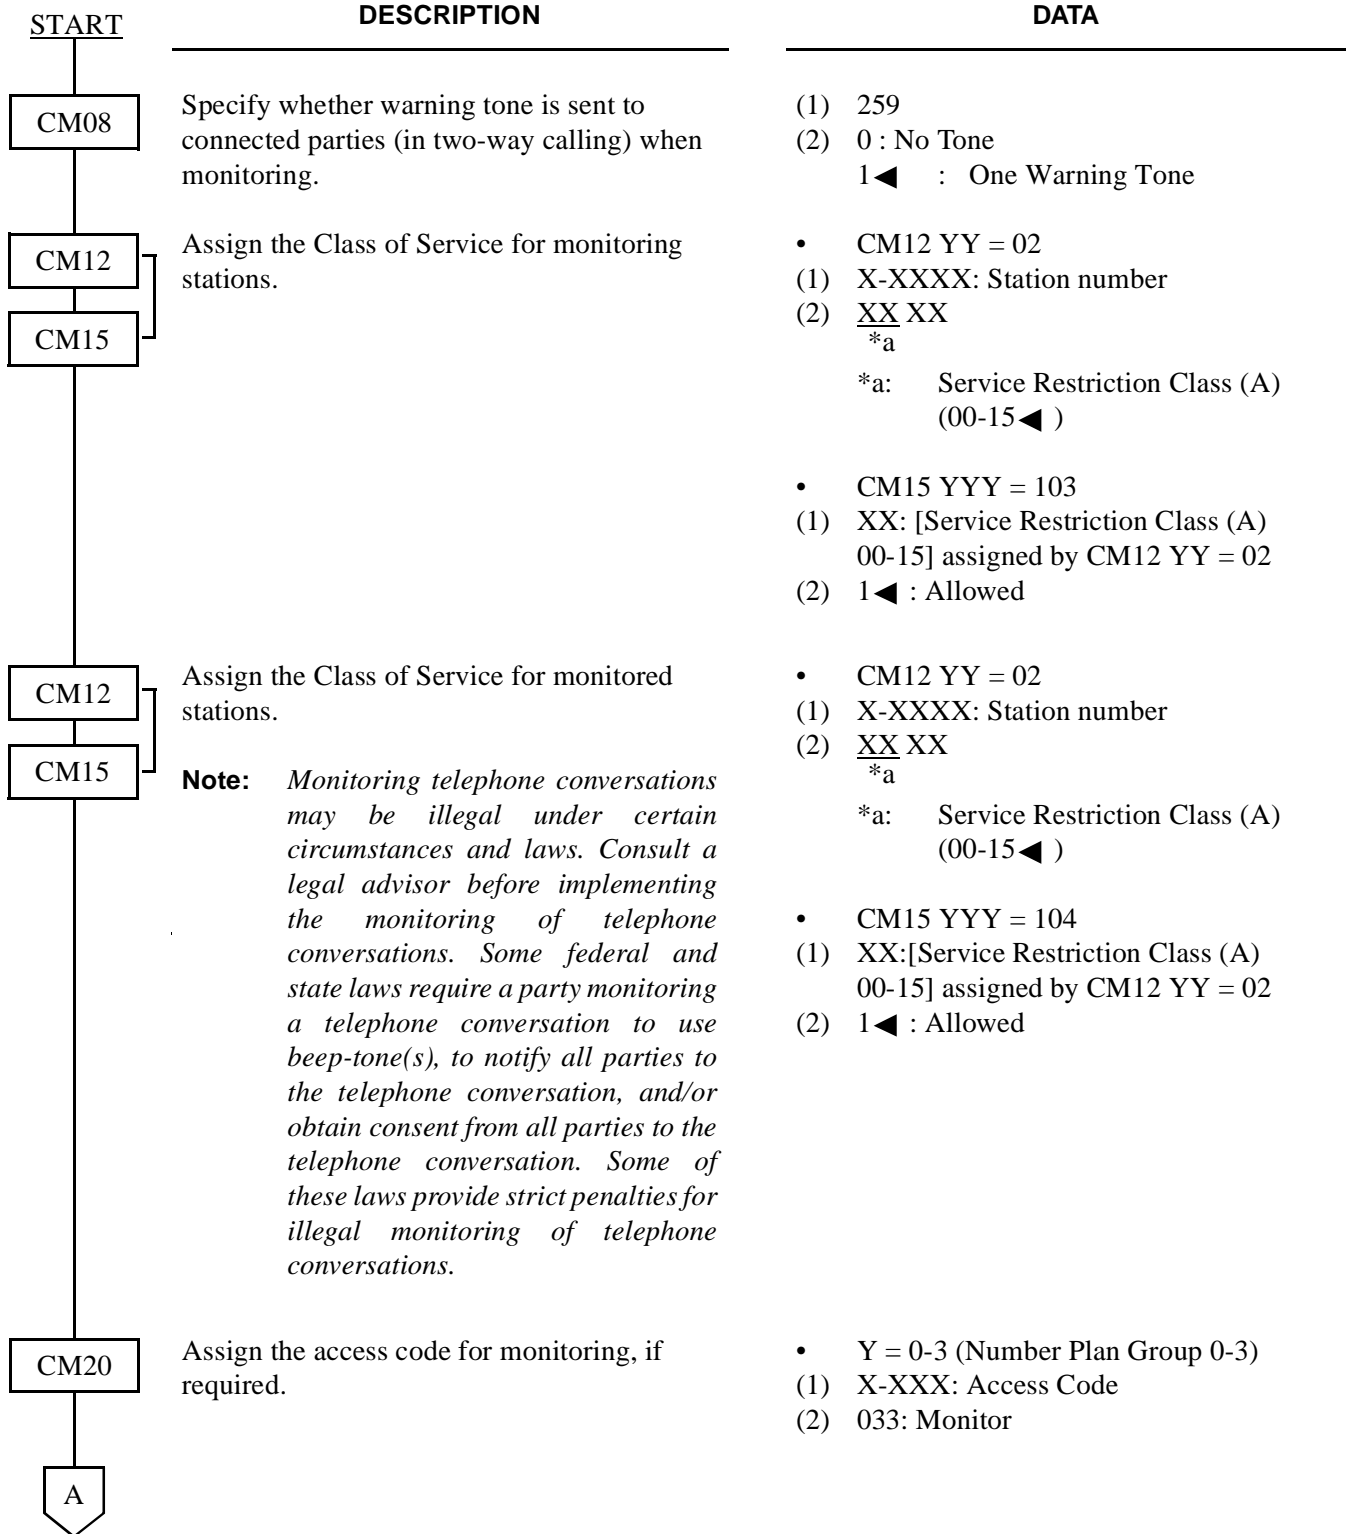 START
DESCRIPTION
DATA
CM08
Specify whether warning tone is sent to
connected parties (in two-way calling) when
monitoring.
(1) 259
(2) 0 : No Tone
1◀ : One Warning Tone
CM12
CM15
Assign the Class of Service for monitoring
stations.
• CM12 YY = 02
(1) X-XXXX: Station number
(2) XX XX
*a
*a: Service Restriction Class (A)
(00-15◀ )
• CM15 YYY = 103
(1) XX: [Service Restriction Class (A)
00-15] assigned by CM12 YY = 02
(2) 1◀ : Allowed
CM12
CM15
Assign the Class of Service for monitored
stations.
Note: Monitoring telephone conversations
may be illegal under certain
circumstances and laws. Consult a
legal advisor before implementing
the monitoring of telephone
conversations. Some federal and
state laws require a party monitoring
a telephone conversation to use
beep-tone(s), to notify all parties to
the telephone conversation, and/or
obtain consent from all parties to the
telephone conversation. Some of
these laws provide strict penalties for
illegal monitoring of telephone
conversations.
• CM12 YY = 02
(1) X-XXXX: Station number
(2) XX XX
*a
*a: Service Restriction Class (A)
(00-15◀ )
• CM15 YYY = 104
(1) XX:[Service Restriction Class (A)
00-15] assigned by CM12 YY = 02
(2) 1◀ : Allowed
CM20
Assign the access code for monitoring, if
required.
• Y = 0-3 (Number Plan Group 0-3)
(1) X-XXX: Access Code
(2) 033: Monitor
A